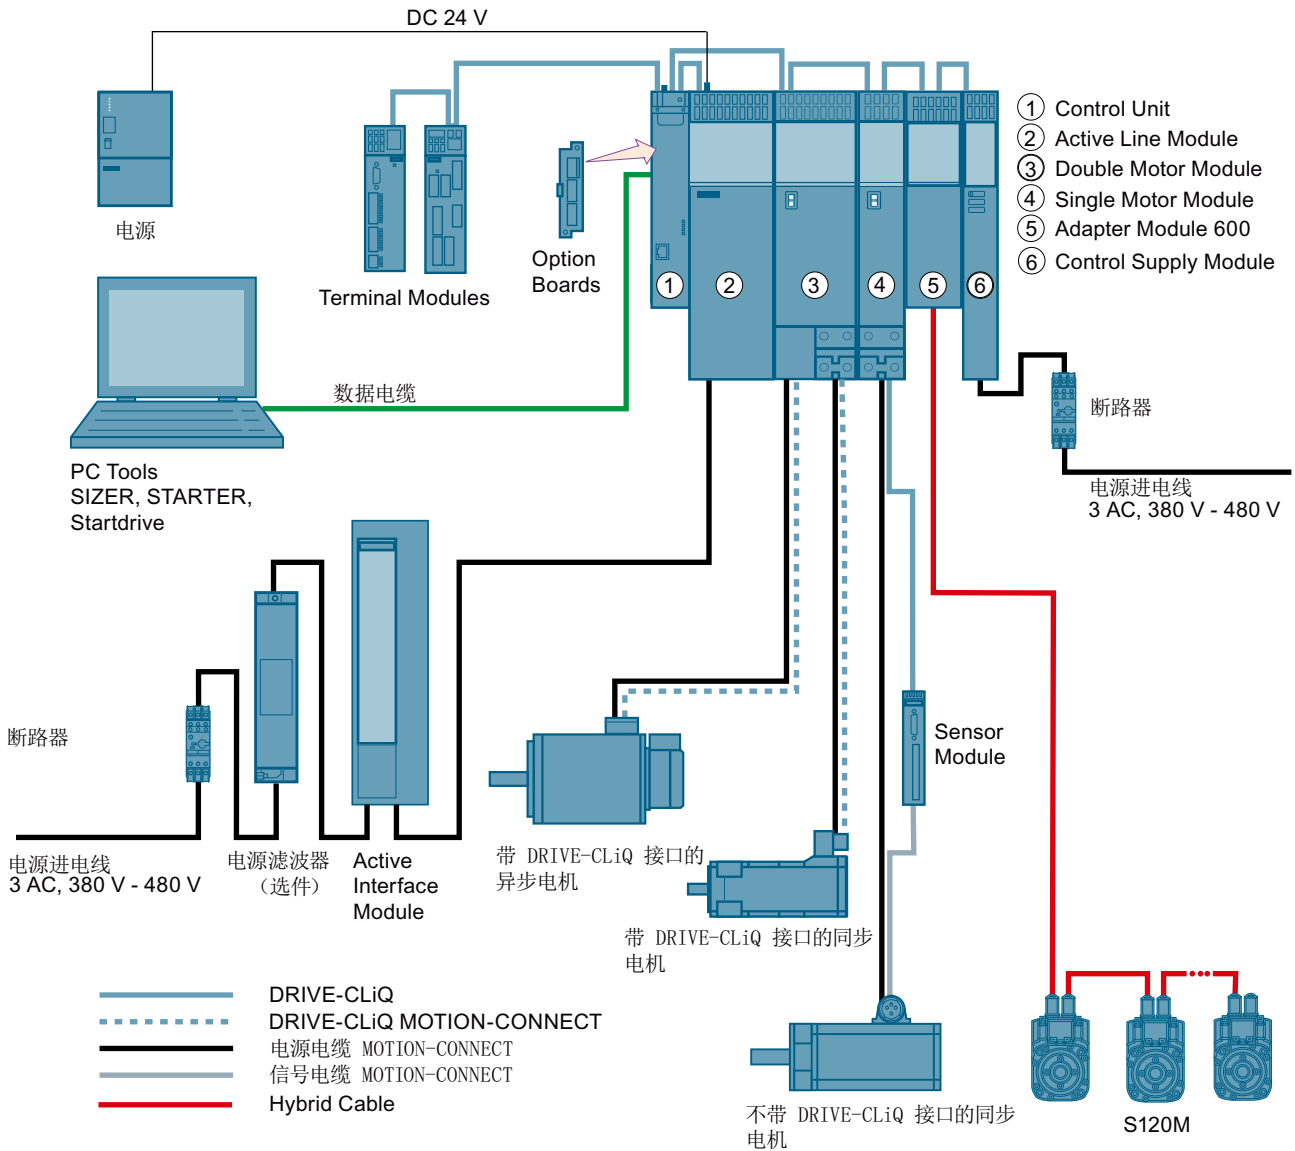 DC 24 V
① Control Unit
② Active Line Module
③ Double Motor Module
④ Single Motor Module
⑤ Adapter Module 600
⑥ Control Supply Module
电源
Terminal Modules
Option
Boards
① ② ③ ④ ⑤ ⑥
数据电缆
断路器
PC Tools
SIZER, STARTER,
Startdrive
电源进电线
3 AC, 380 V - 480 V
断路器
Sensor
Module
电源进电线
3 AC, 380 V - 480 V
电源滤波器
（选件）
Active
Interface
Module
带 DRIVE-CLiQ 接口的
异步电机
带 DRIVE-CLiQ 接口的同步
电机
DRIVE-CLiQ
DRIVE-CLiQ MOTION-CONNECT
电源电缆 MOTION-CONNECT
信号电缆 MOTION-CONNECT
Hybrid Cable
不带 DRIVE-CLiQ 接口的同步
电机
S120M